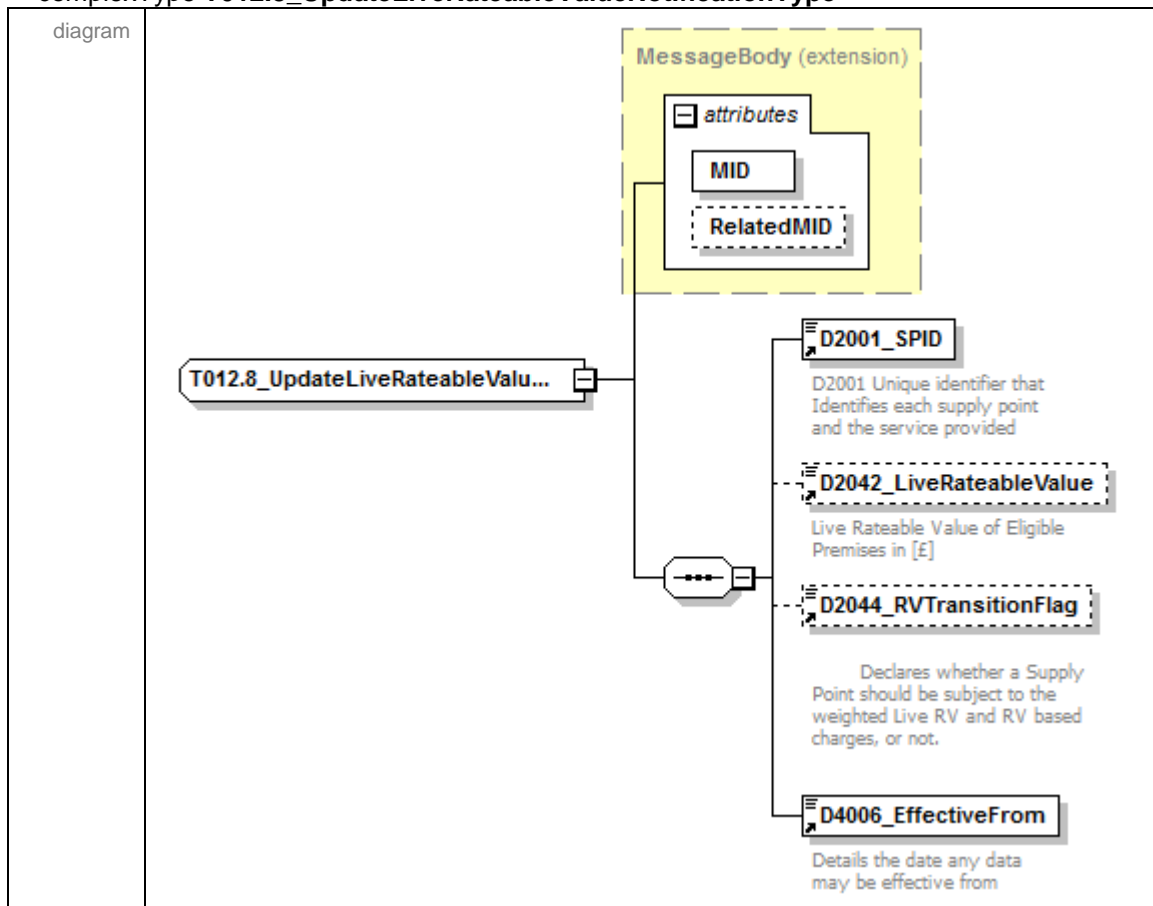 complexType T012.8_UpdateLiveRateableValueNotificationType
diagram
MessageBody (extension)
attributes
MID
RelatedMID
T012.8_UpdateLiveRateableValu...
D2001_SPID
D2001 Unique identifier that
Identifies each supply point
and the service provided
D2042_LiveRateableValue
Live Rateable Value of Eligible
Premises in [£]
D2044_RVTransitionFlag
Declares whether a Supply
Point should be subject to the
weighted Live RV and RV based
charges, or not.
D4006_EffectiveFrom
Details the date any data
may be effective from